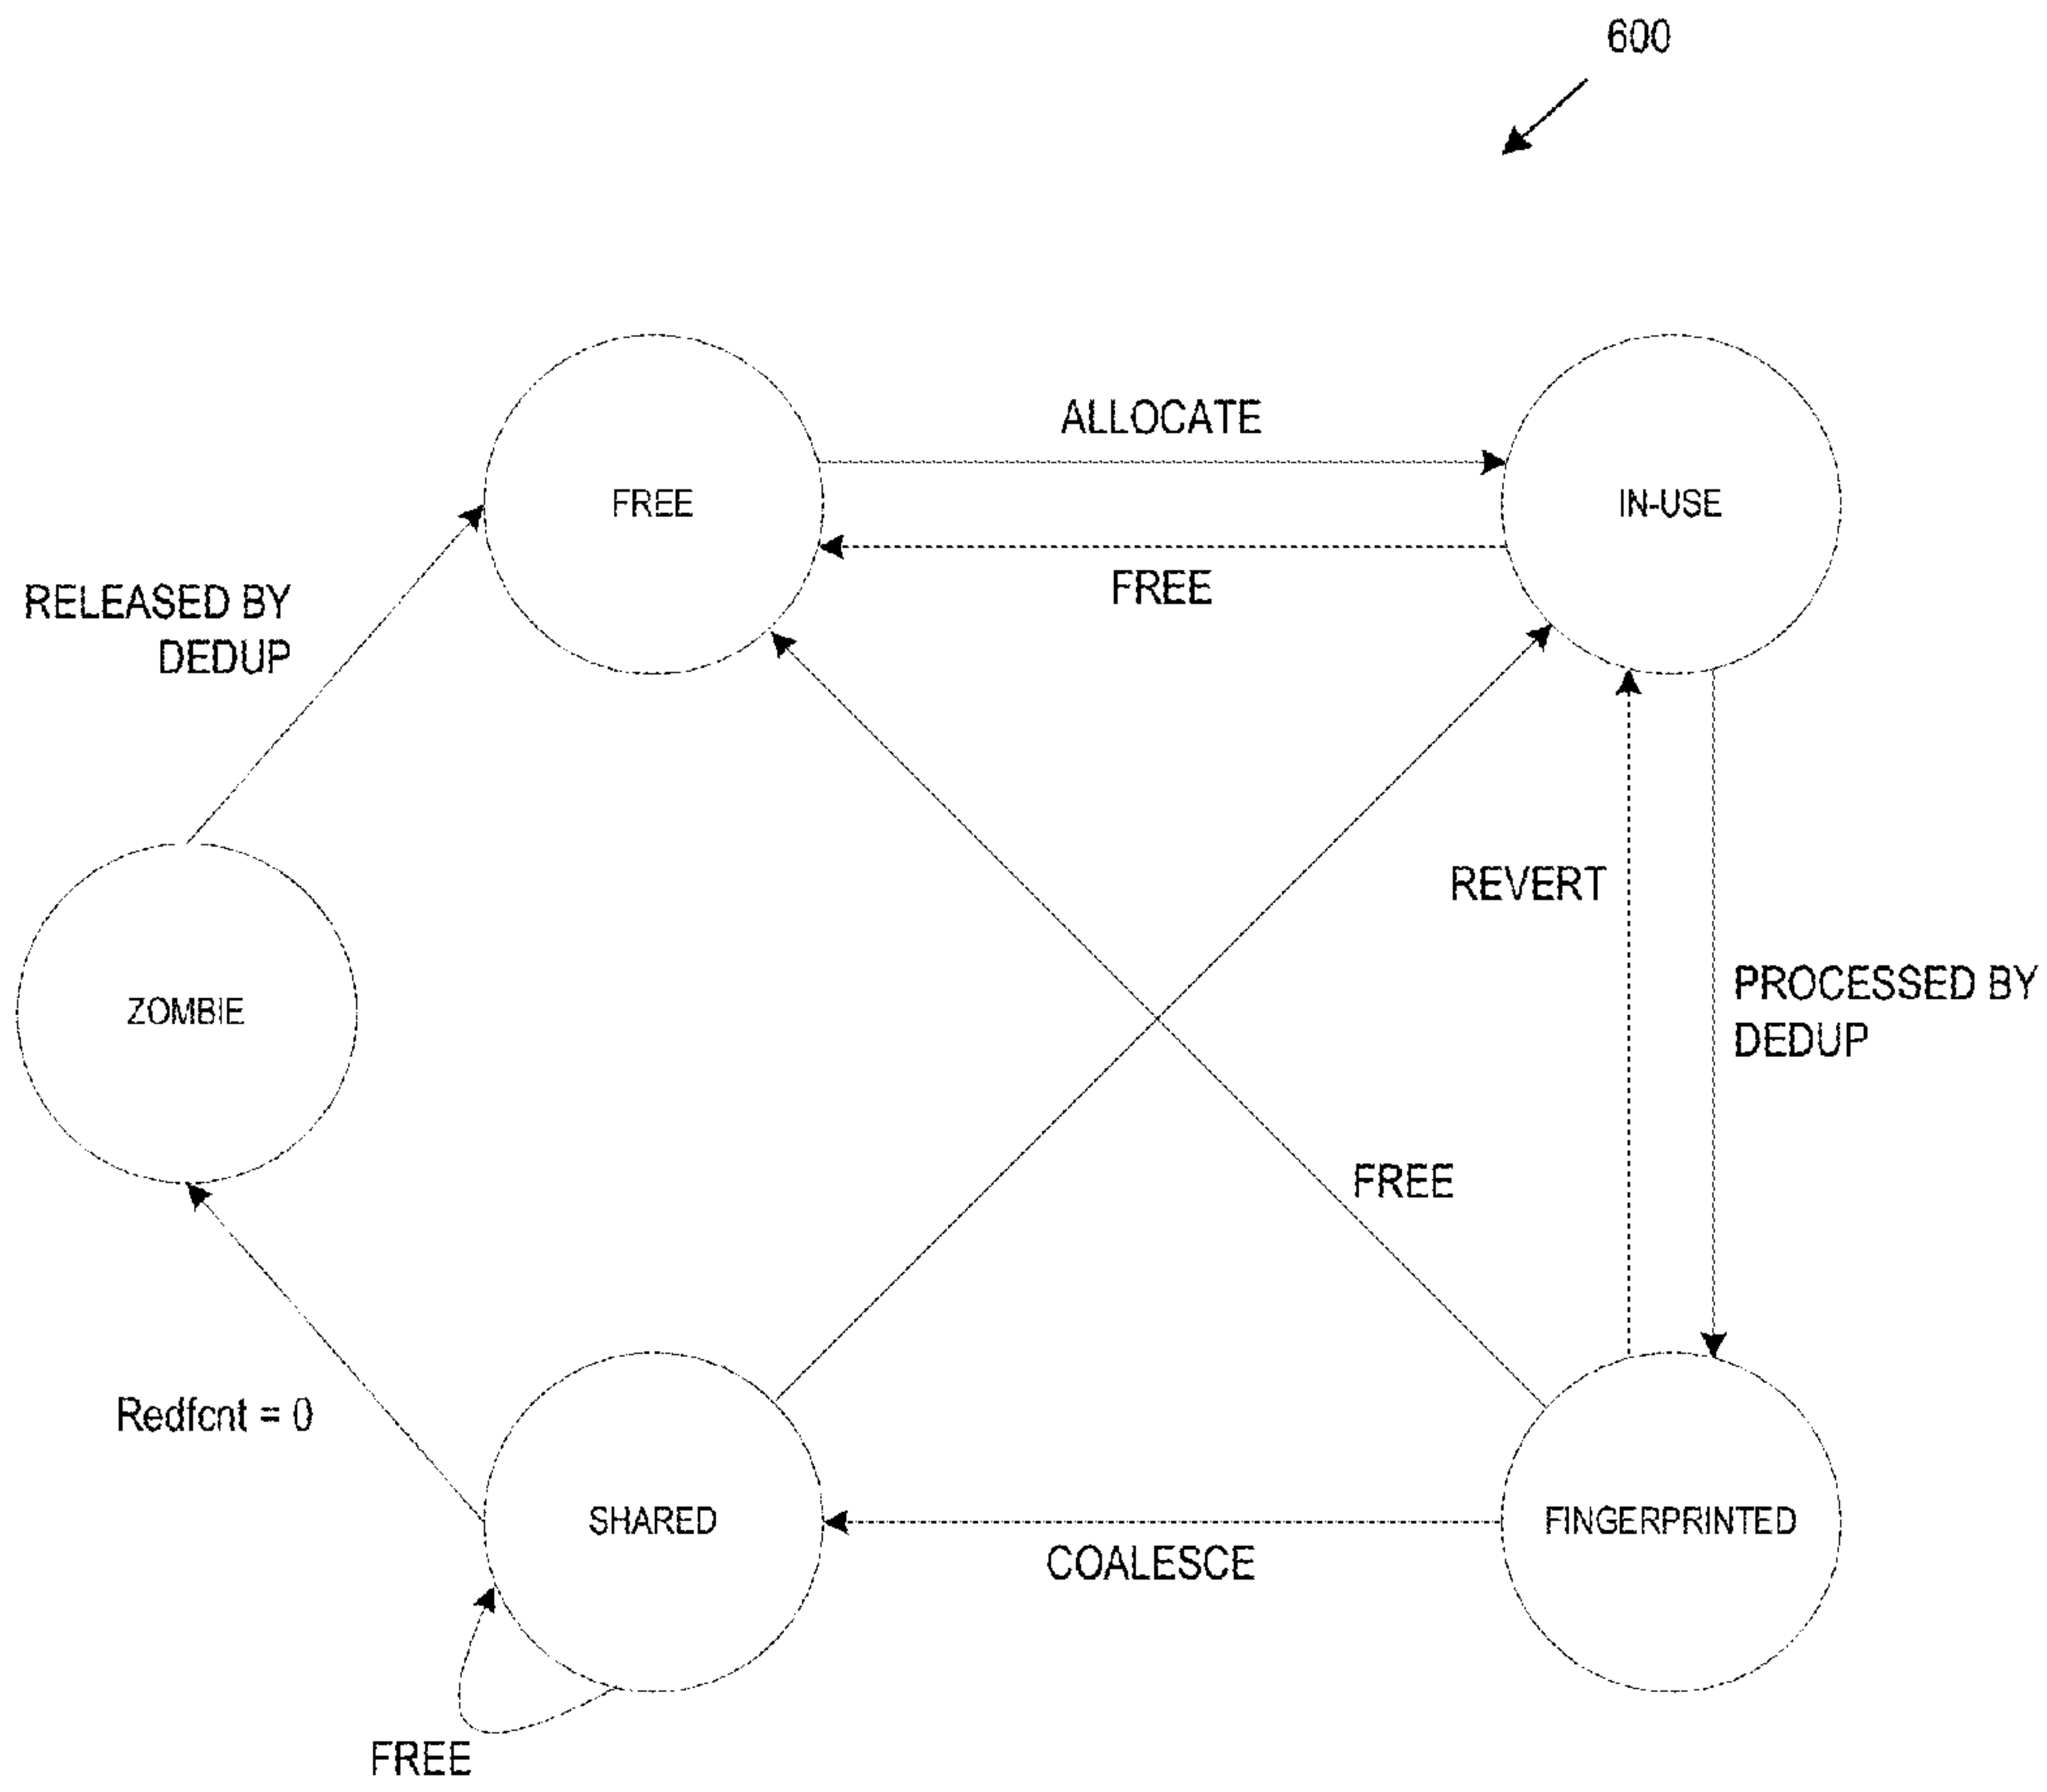 600
ALLOCATE
FREE
IN-USE
FREE
RELEASED BY
DEDUP
REVERT
PROCESSED BY
DEDUP
ZOMBIE
FREE
Redfcnt = 0
SHARED
FINGERPRINTED
COALESCE
FREE